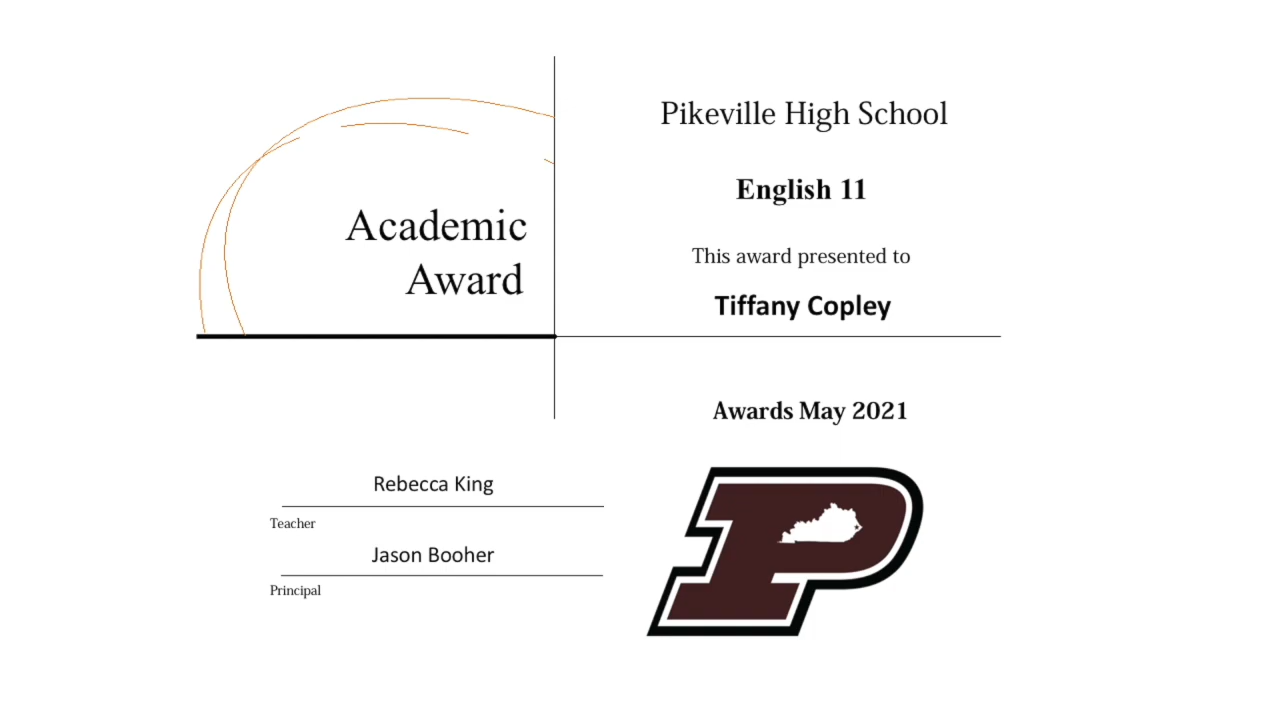 Academic
Award
Pikeville High School
English 11
This award presented to
Tiffany Copley
Awards May 2021
Rebecca King
Teacher
Jason Booher
Principal
P